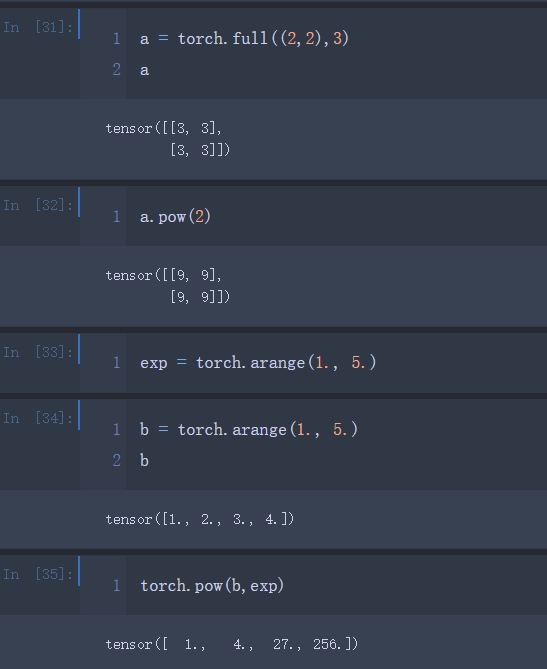 In [31]:
1 a = torch.full((2,2),3)
2 a
tensor([[3, 3],
[3, 3]])
In [32]:
1 a.pow(2)
tensor([[9, 9],
[9, 9]])
In [33]:
1 exp = torch.arange(1., 5.)
In [34]:
1 b = torch.arange(1., 5.)
2 b
tensor([1., 2., 3., 4.])
In [35]:
1 torch.pow(b,exp)
tensor([  1.,   4.,  27., 256.])